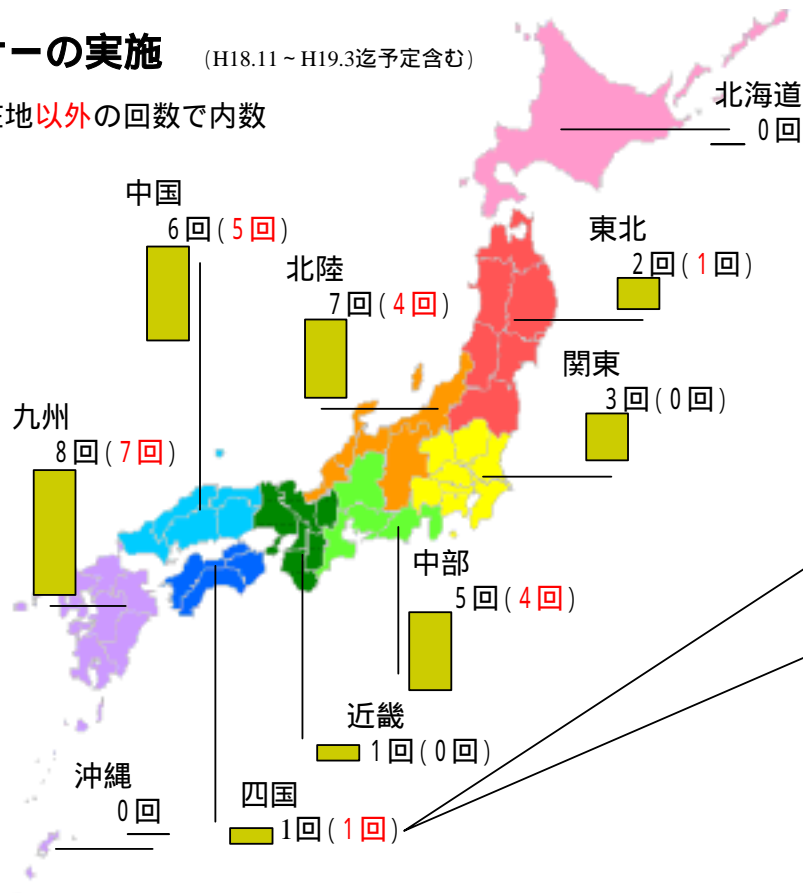 ナーの実施 (H18.11~H19.3迄予定含む)
在地以外の回数で内数
北海道
0回
中国
6回(5回)
東北
2回(1回)
北陸
7回(4回)
関東
3回(0回)
九州
8回(7回)
中部
5回(4回)
近畿
1回(0回)
沖縄
0回
四国
1回(1回)